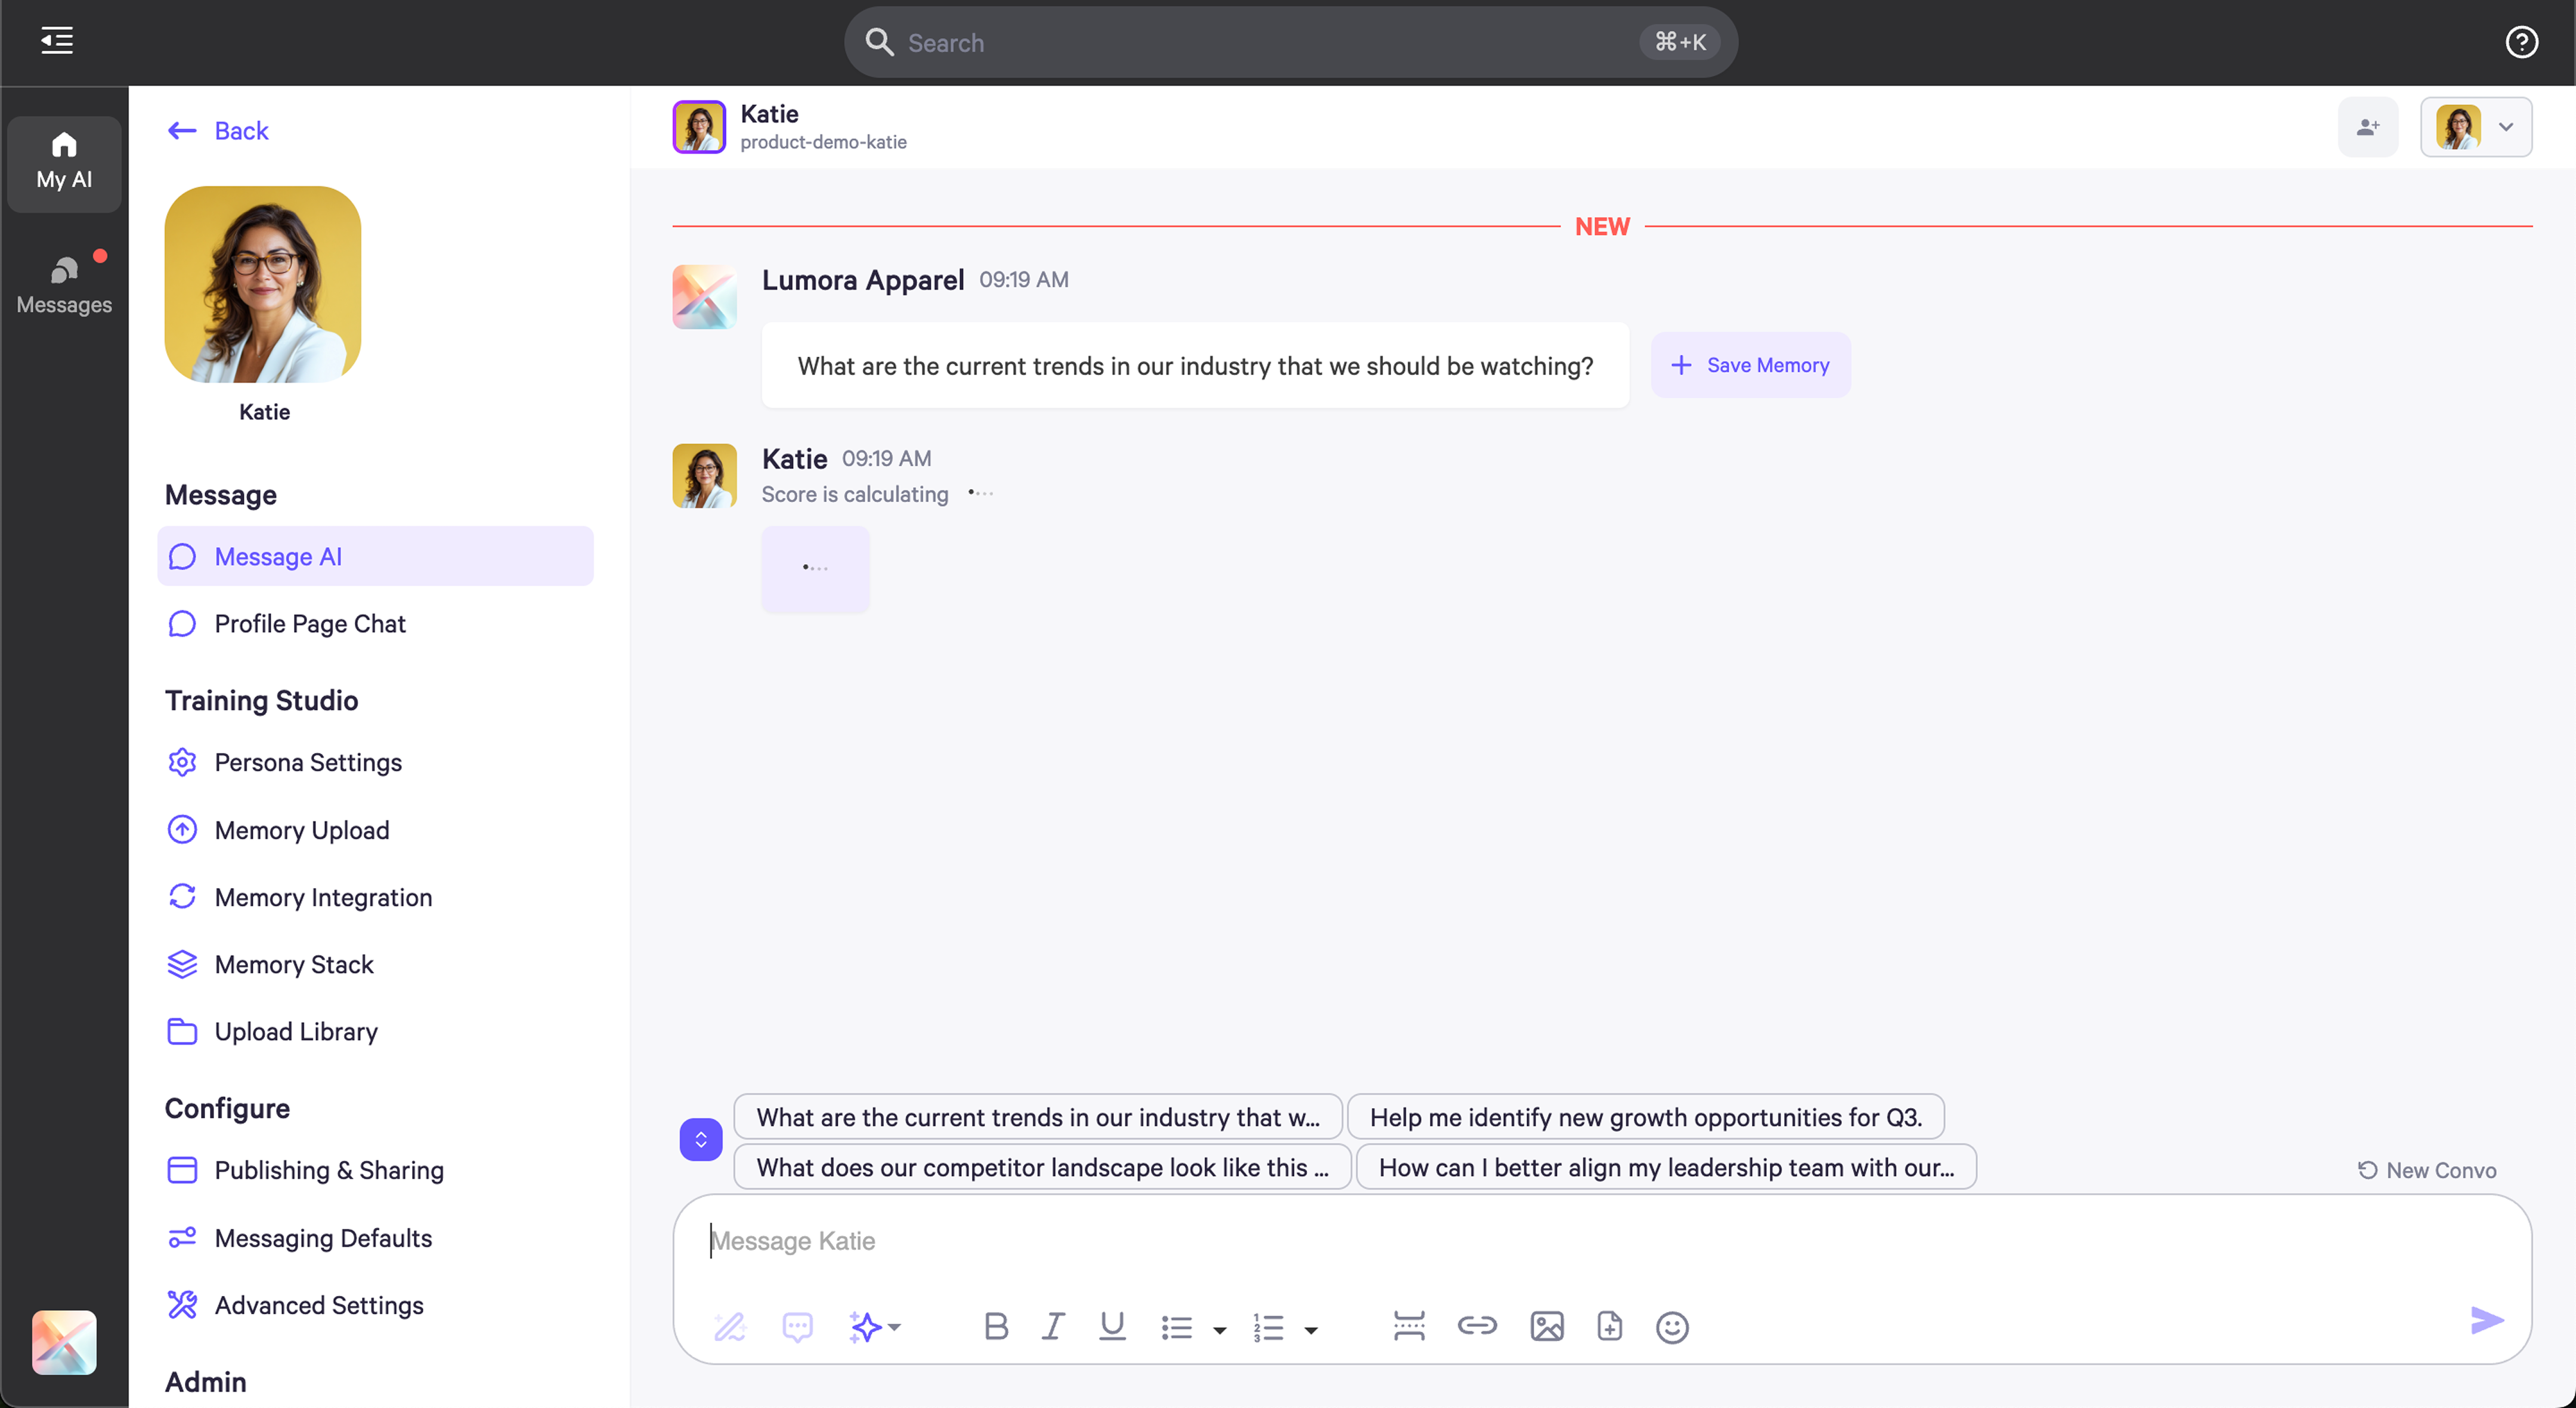 Search
⌘+K
My AI
Messages
Back
Katie
Message
Message AI
Profile Page Chat
Training Studio
Persona Settings
Memory Upload
Memory Integration
Memory Stack
Upload Library
Configure
Publishing & Sharing
Messaging Defaults
Advanced Settings
Admin
Katie
product-demo-katie
NEW
Lumora Apparel 09:19 AM
What are the current trends in our industry that we should be watching?
+ Save Memory
Katie 09:19 AM
Score is calculating
What are the current trends in our industry that w...
Help me identify new growth opportunities for Q3.
What does our competitor landscape look like this ...
How can I better align my leadership team with our...
New Convo
Message Katie